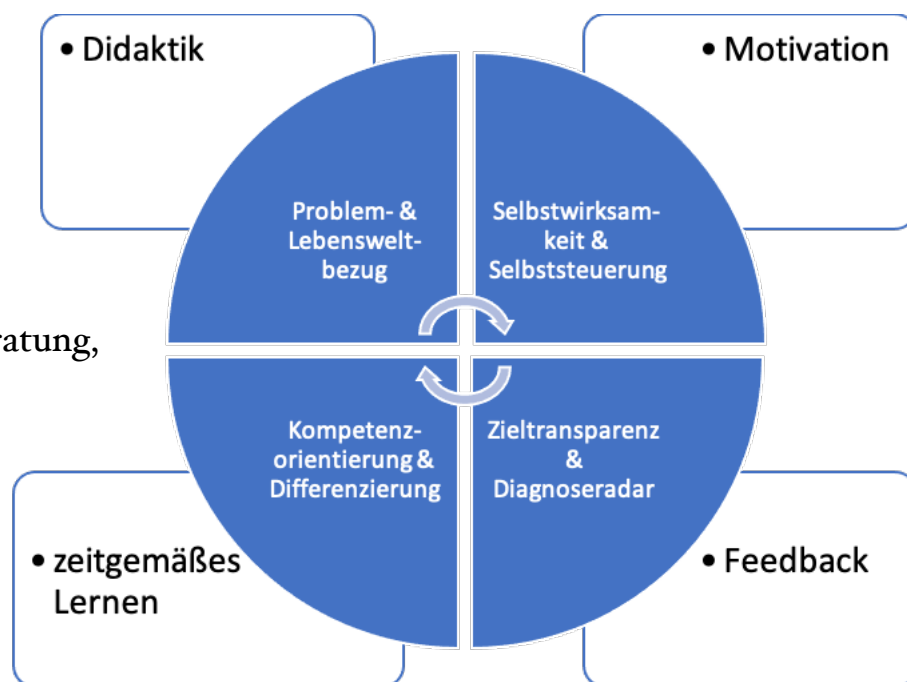 • Didaktik
• Motivation
Problem- &
Lebenswelt-
bezug
Selbstwirksam-
keit &
Selbststeuerung
ratung,
Kompetenz-
orientierung &
Differenzierung
Zieltransparenz
&
Diagnoseradar
• zeitgemäßes
Lernen
• Feedback